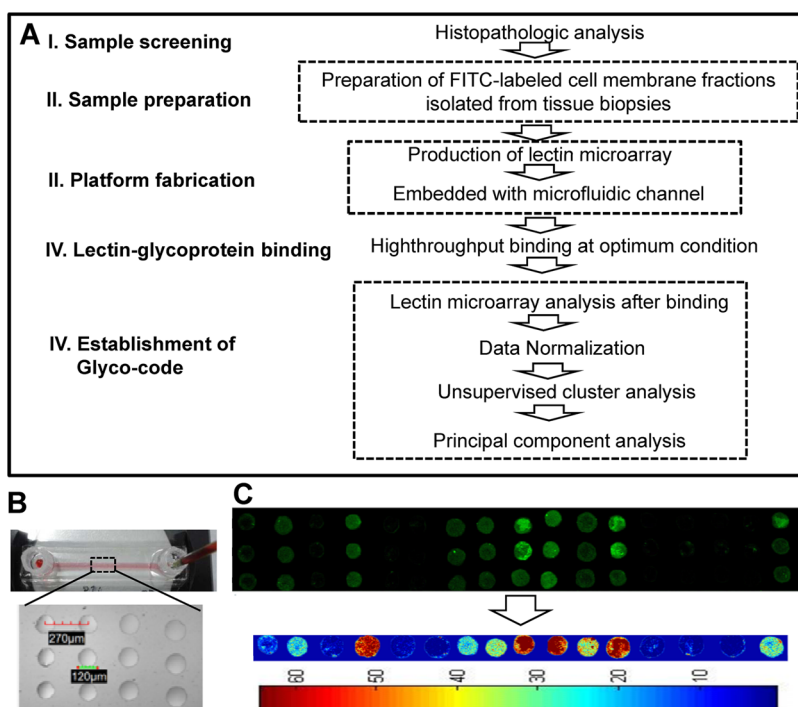 A
I. Sample screening
Histopathologic analysis
II. Sample preparation
Preparation of FITC-labeled cell membrane fractions
isolated from tissue biopsies
II. Platform fabrication
Production of lectin microarray
Embedded with microfluidic channel
IV. Lectin-glycoprotein binding
Highthroughput binding at optimum condition
IV. Establishment of
Glyco-code
Lectin microarray analysis after binding
Data Normalization
Unsupervised cluster analysis
Principal component analysis
B
270μm
120μm
C
60
50
40
30
20
10